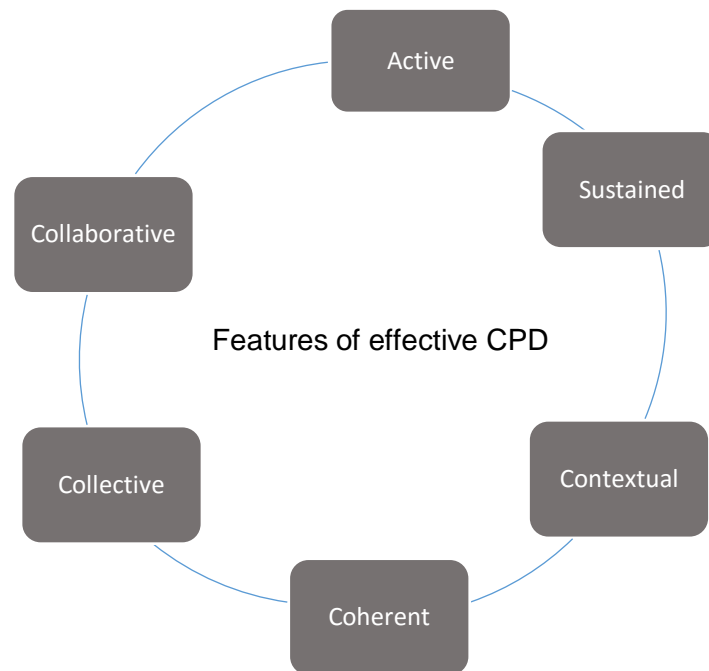 Active
Sustained
Collaborative
Features of effective CPD
Contextual
Collective
Coherent